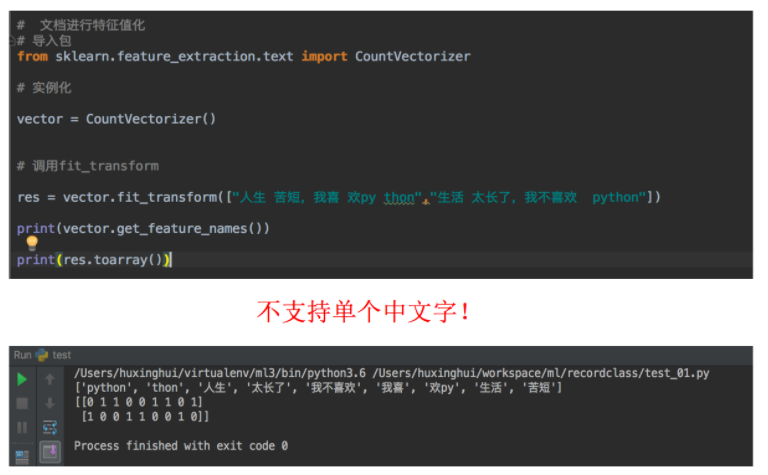 # 文档进行特征值化
# 导入包
from sklearn.feature_extraction.text import CountVectorizer
# 实例化
vector = CountVectorizer()
# 调用fit_transform
res = vector.fit_transform(["人生 苦短，我喜 欢py thon","生活 太长了，我不喜欢  python"])
print(vector.get_feature_names())
print(res.toarray())
不支持单个中文字！
Run test
/Users/huxinghui/virtualenv/ml3/bin/python3.6 /Users/huxinghui/workspace/ml/recordclass/test_01.py
['python', 'thon', '人生', '太长了', '我不喜欢', '我喜', '欢py', '生活', '苦短']
[[0 1 1 0 0 1 1 0 1]
 [1 0 0 1 1 0 0 1 0]]
Process finished with exit code 0